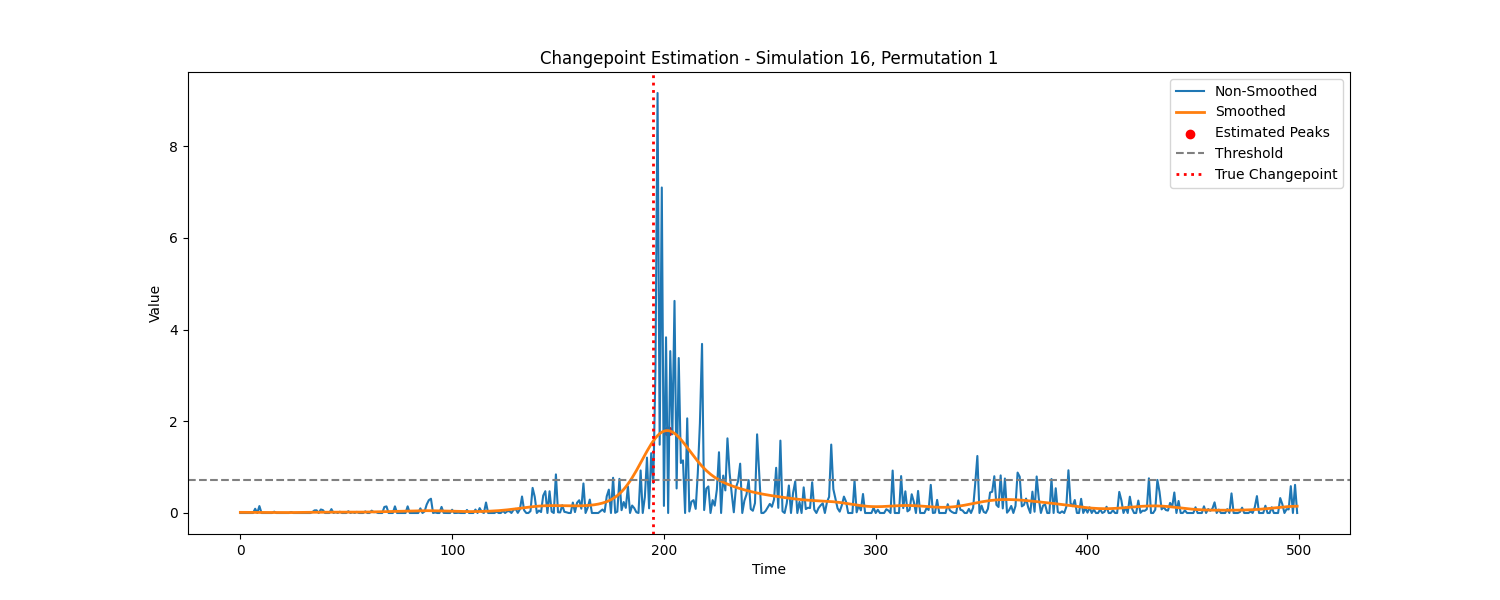 Changepoint Estimation - Simulation 16, Permutation 1
Non-Smoothed
Smoothed
Estimated Peaks
Threshold
True Changepoint
8
6
4
2
0
Value
0 100 200 300 400 500
Time